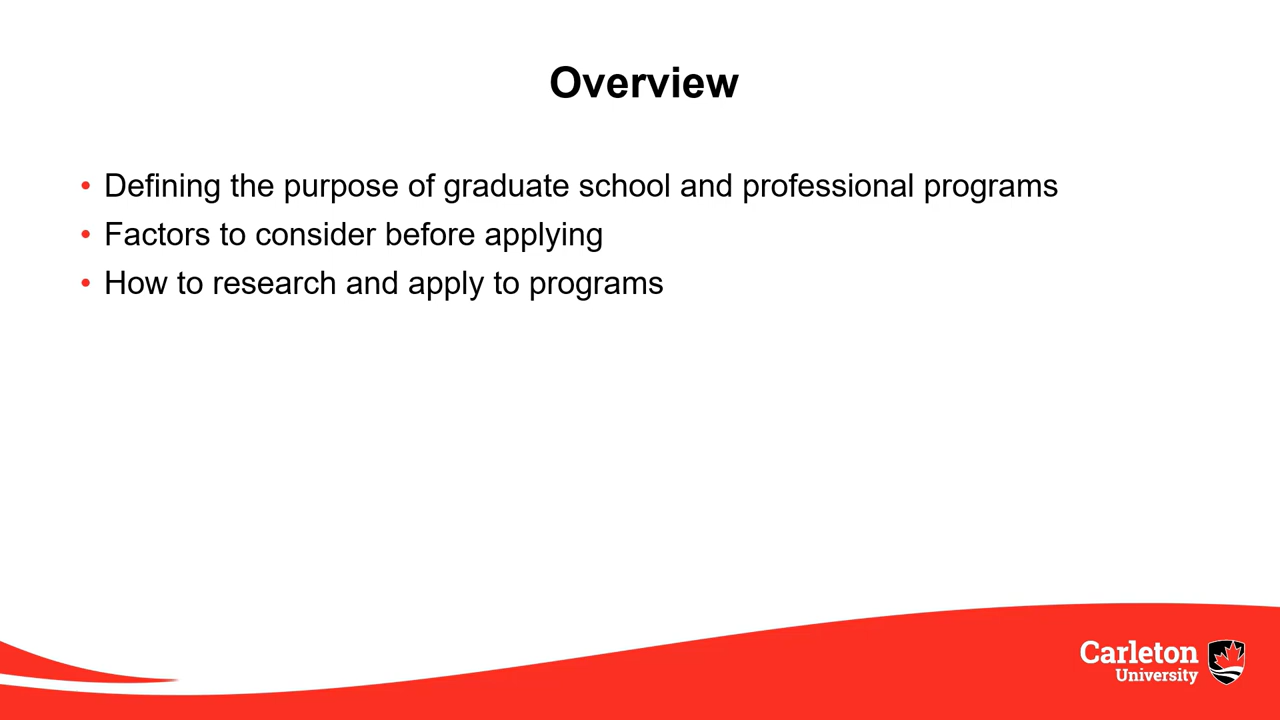 Overview
• Defining the purpose of graduate school and professional programs
• Factors to consider before applying
• How to research and apply to programs
Carleton
University